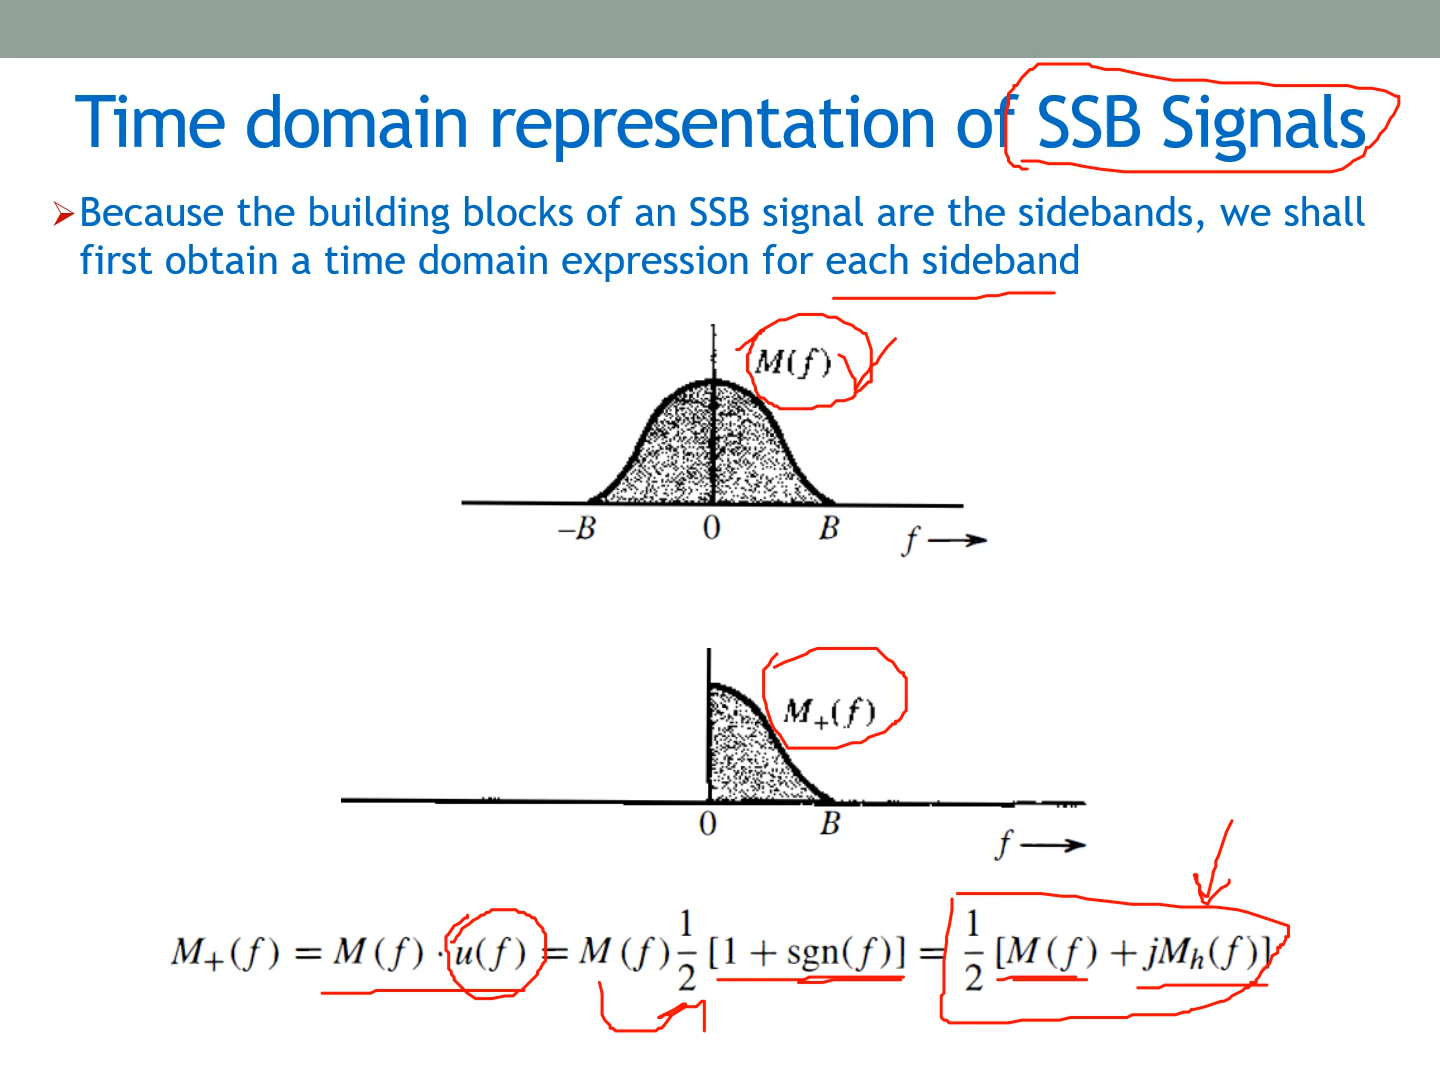 Time domain representation of SSB Signals
Because the building blocks of an SSB signal are the sidebands, we shall
first obtain a time domain expression for each sideband
M(f)
–B 0 B f
M₊(f)
0 B f
M₊(f) = M(f) · u(f) = M(f) 1/2 [1 + sgn(f)] = 1/2 [M(f) + jMₕ(f)]